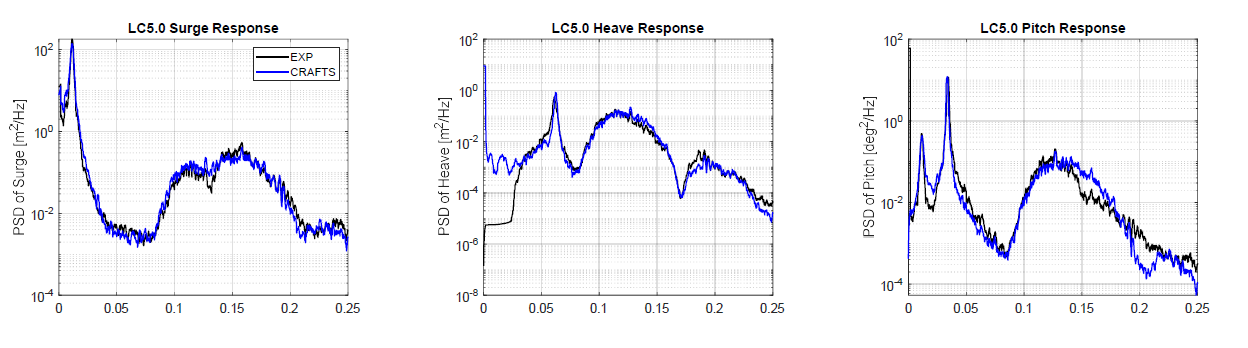 LC5.0 Surge Response
PSD of Surge [m²/Hz]
10²
10⁰
10⁻²
10⁻⁴
0 0.05 0.1 0.15 0.2 0.25
EXP
CRAFTS
LC5.0 Heave Response
PSD of Heave [m²/Hz]
10²
10⁰
10⁻²
10⁻⁴
10⁻⁶
10⁻⁸
0 0.05 0.1 0.15 0.2 0.25
LC5.0 Pitch Response
PSD of Pitch [deg²/Hz]
10²
10⁰
10⁻²
10⁻⁴
0 0.05 0.1 0.15 0.2 0.25